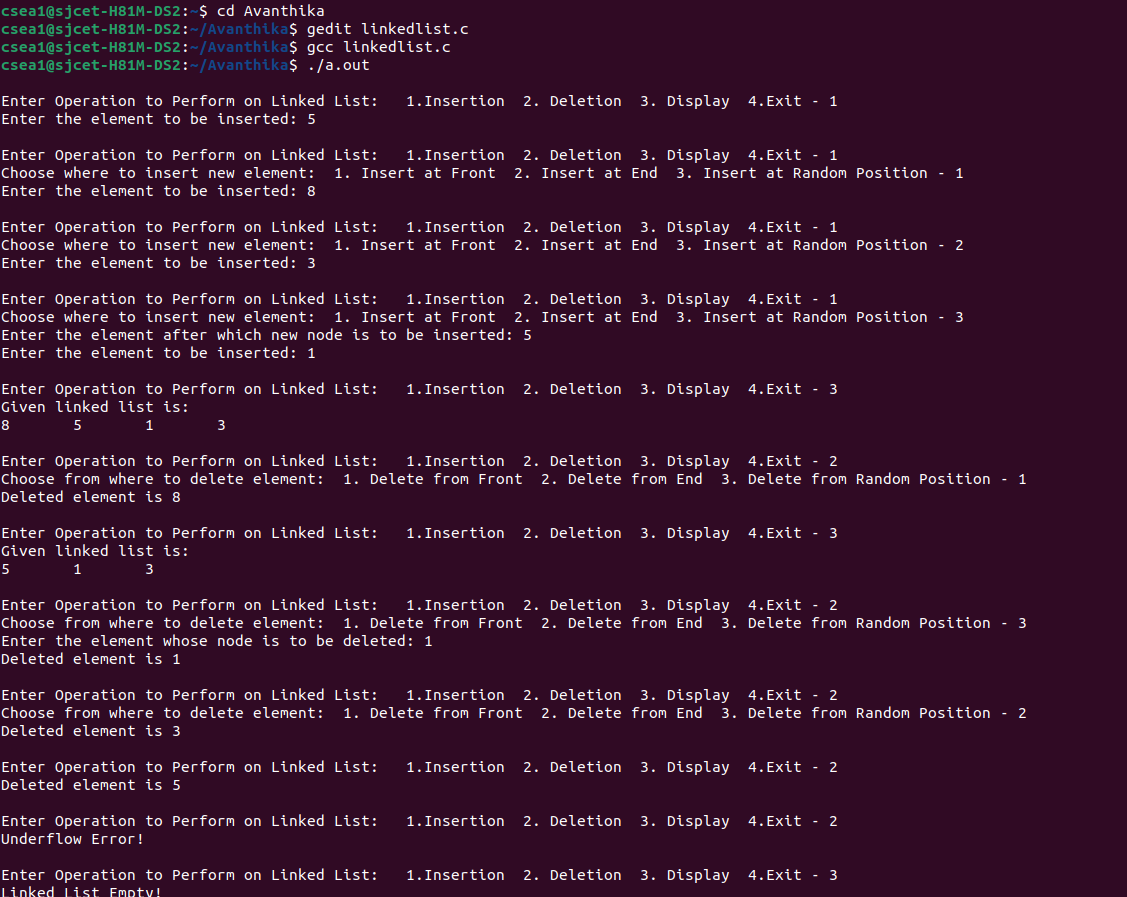 csea1@sjcet-H81M-DS2:~$ cd Avanthika
csea1@sjcet-H81M-DS2:~/Avanthika$ gedit linkedlist.c
csea1@sjcet-H81M-DS2:~/Avanthika$ gcc linkedlist.c
csea1@sjcet-H81M-DS2:~/Avanthika$ ./a.out
Enter Operation to Perform on Linked List:   1.Insertion  2. Deletion  3. Display  4.Exit - 1
Enter the element to be inserted: 5
Enter Operation to Perform on Linked List:   1.Insertion  2. Deletion  3. Display  4.Exit - 1
Choose where to insert new element:  1. Insert at Front  2. Insert at End  3. Insert at Random Position - 1
Enter the element to be inserted: 8
Enter Operation to Perform on Linked List:   1.Insertion  2. Deletion  3. Display  4.Exit - 1
Choose where to insert new element:  1. Insert at Front  2. Insert at End  3. Insert at Random Position - 2
Enter the element to be inserted: 3
Enter Operation to Perform on Linked List:   1.Insertion  2. Deletion  3. Display  4.Exit - 1
Choose where to insert new element:  1. Insert at Front  2. Insert at End  3. Insert at Random Position - 3
Enter the element after which new node is to be inserted: 5
Enter the element to be inserted: 1
Enter Operation to Perform on Linked List:   1.Insertion  2. Deletion  3. Display  4.Exit - 3
Given linked list is:
8       5       1       3
Enter Operation to Perform on Linked List:   1.Insertion  2. Deletion  3. Display  4.Exit - 2
Choose from where to delete element:  1. Delete from Front  2. Delete from End  3. Delete from Random Position - 1
Deleted element is 8
Enter Operation to Perform on Linked List:   1.Insertion  2. Deletion  3. Display  4.Exit - 3
Given linked list is:
5       1       3
Enter Operation to Perform on Linked List:   1.Insertion  2. Deletion  3. Display  4.Exit - 2
Choose from where to delete element:  1. Delete from Front  2. Delete from End  3. Delete from Random Position - 3
Enter the element whose node is to be deleted: 1
Deleted element is 1
Enter Operation to Perform on Linked List:   1.Insertion  2. Deletion  3. Display  4.Exit - 2
Choose from where to delete element:  1. Delete from Front  2. Delete from End  3. Delete from Random Position - 2
Deleted element is 3
Enter Operation to Perform on Linked List:   1.Insertion  2. Deletion  3. Display  4.Exit - 2
Deleted element is 5
Enter Operation to Perform on Linked List:   1.Insertion  2. Deletion  3. Display  4.Exit - 2
Underflow Error!
Enter Operation to Perform on Linked List:   1.Insertion  2. Deletion  3. Display  4.Exit - 3
Linked List Empty!